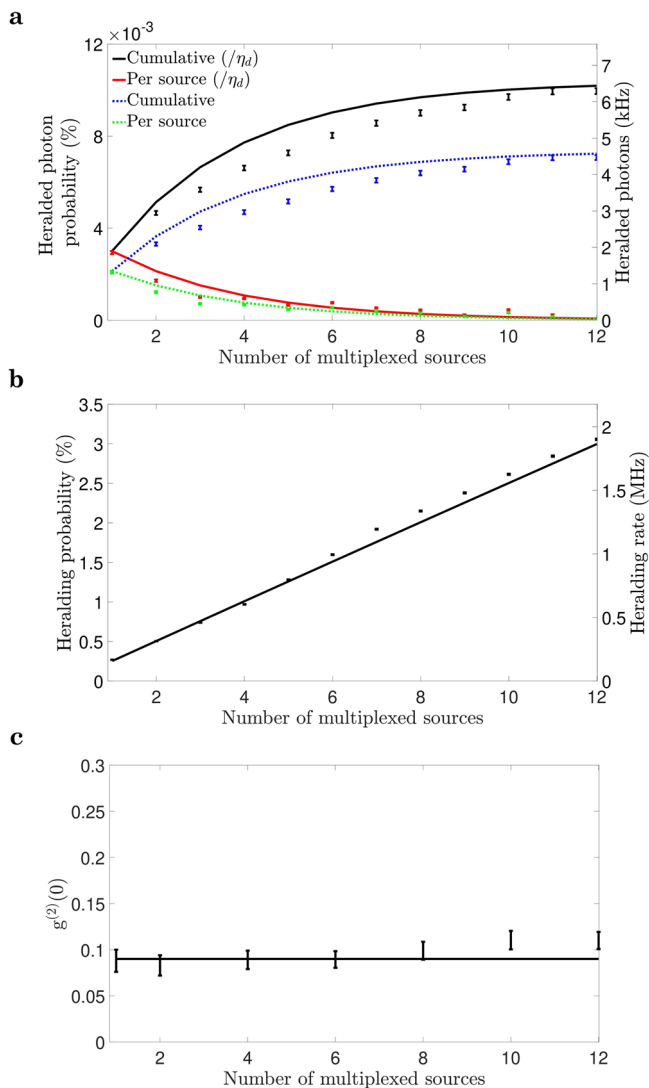 a
×10⁻³
12
8
4
0
Heralded photon
probability (%)
Cumulative (/η_d)
Per source (/η_d)
Cumulative
Per source
7
6
5
4
3
2
1
0
Heralded photons (kHz)
2 4 6 8 10 12
Number of multiplexed sources
b
3.5
3
2.5
2
1.5
1
0.5
0
Heralding probability (%)
2
1.5
1
0.5
0
Heralding rate (MHz)
2 4 6 8 10 12
Number of multiplexed sources
c
0.3
0.25
0.2
0.15
0.1
0.05
0
g⁽²⁾(0)
2 4 6 8 10 12
Number of multiplexed sources